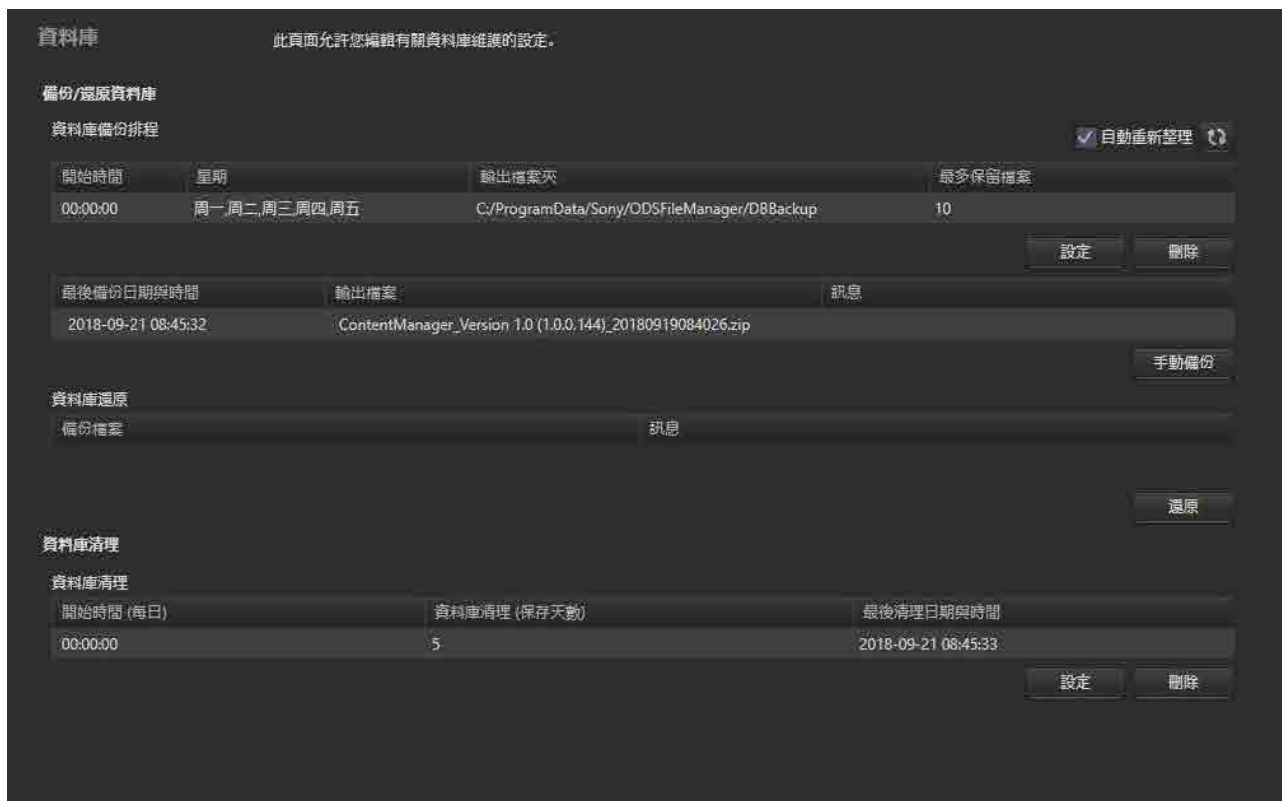 資料庫 此頁面允許您編輯有關資料庫維護的設定。
備份/還原資料庫
資料庫備份排程
自動重新整理
開始時間 星期 輸出檔案夾 最多保留檔案
00:00:00 周一,周二,周三,周四,周五 C:/ProgramData/Sony/ODSFileManager/DBBackup 10
設定 刪除
最後備份日期與時間 輸出檔案 訊息
2018-09-21 08:45:32 ContentManager_Version 1.0 (1.0.0.144)_20180919084026.zip
手動備份
資料庫還原
備份檔案 訊息
還原
資料庫清理
資料庫清理
開始時間 (每日) 資料庫清理 (保存天數) 最後清理日期與時間
00:00:00 5 2018-09-21 08:45:33
設定 刪除